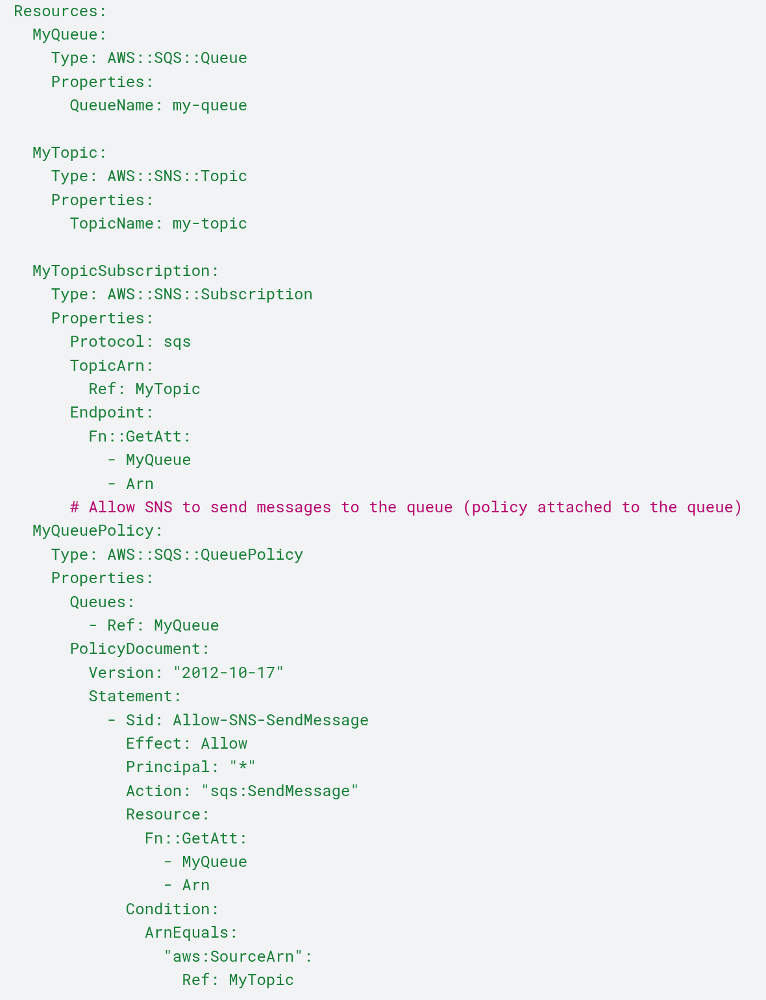 Resources:
  MyQueue:
    Type: AWS::SQS::Queue
    Properties:
      QueueName: my-queue

  MyTopic:
    Type: AWS::SNS::Topic
    Properties:
      TopicName: my-topic

  MyTopicSubscription:
    Type: AWS::SNS::Subscription
    Properties:
      Protocol: sqs
      TopicArn:
        Ref: MyTopic
      Endpoint:
        Fn::GetAtt:
          - MyQueue
          - Arn
      # Allow SNS to send messages to the queue (policy attached to the queue)
  MyQueuePolicy:
    Type: AWS::SQS::QueuePolicy
    Properties:
      Queues:
        - Ref: MyQueue
      PolicyDocument:
        Version: "2012-10-17"
        Statement:
          - Sid: Allow-SNS-SendMessage
            Effect: Allow
            Principal: "*"
            Action: "sqs:SendMessage"
            Resource:
              Fn::GetAtt:
                - MyQueue
                - Arn
            Condition:
              ArnEquals:
                "aws:SourceArn":
                  Ref: MyTopic